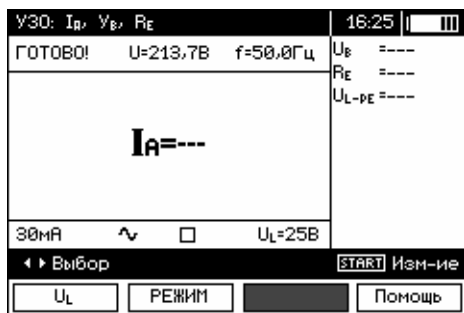 УЗО: IA, УB, RE 16:25
ГОТОВО! U=213,7В f=50,0Гц
UB =---
RE =---
UL-PE =---
IA=---
30мА UL=25В
Выбор START Изм-ие
UL РЕЖИМ Помощь